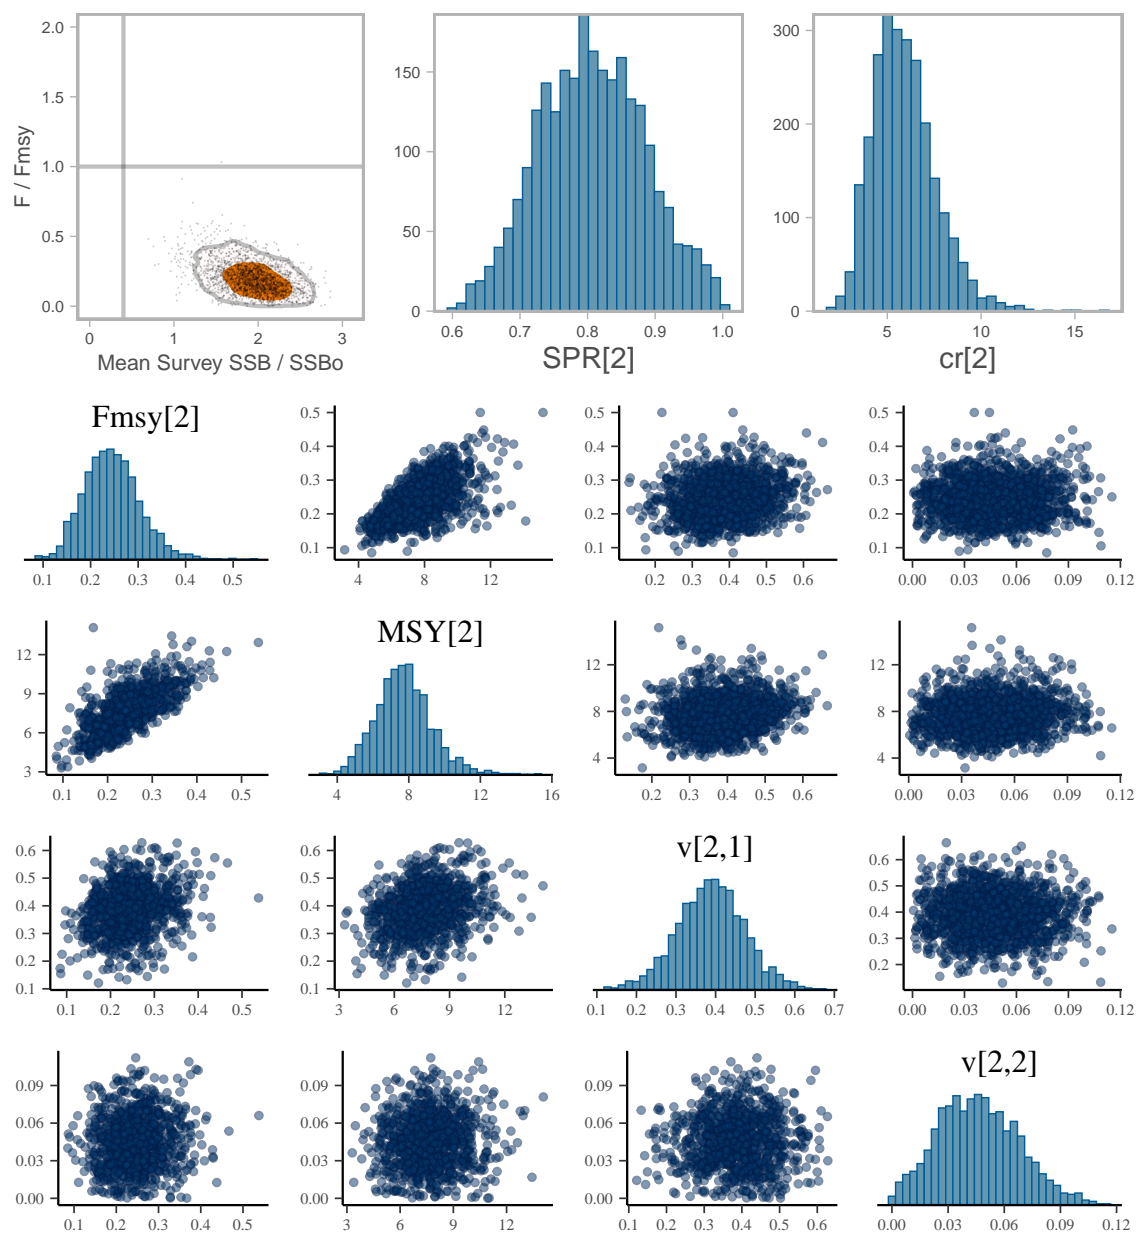 2.0
1.5
1.0
0.5
0.0
F / Fmsy
0 1 2 3
Mean Survey SSB / SSBo
150
100
50
0
0.6 0.7 0.8 0.9 1.0
SPR[2]
300
200
100
0
5 10 15
cr[2]
Fmsy[2]
0.1 0.2 0.3 0.4 0.5
0.5
0.4
0.3
0.2
0.1
4 8 12
0.5
0.4
0.3
0.2
0.1
0.2 0.3 0.4 0.5 0.6
0.5
0.4
0.3
0.2
0.1
0.00 0.03 0.06 0.09 0.12
12
9
6
3
0.1 0.2 0.3 0.4 0.5
MSY[2]
4 8 12 16
12
8
4
0.2 0.3 0.4 0.5 0.6
12
8
4
0.00 0.03 0.06 0.09 0.12
0.6
0.5
0.4
0.3
0.2
0.1
0.1 0.2 0.3 0.4 0.5
0.6
0.5
0.4
0.3
0.2
0.1
3 6 9 12
v[2,1]
0.1 0.2 0.3 0.4 0.5 0.6 0.7
0.6
0.5
0.4
0.3
0.2
0.00 0.03 0.06 0.09 0.12
0.09
0.06
0.03
0.00
0.1 0.2 0.3 0.4 0.5
0.09
0.06
0.03
0.00
3 6 9 12
0.09
0.06
0.03
0.00
0.1 0.2 0.3 0.4 0.5 0.6
v[2,2]
0.00 0.03 0.06 0.09 0.12